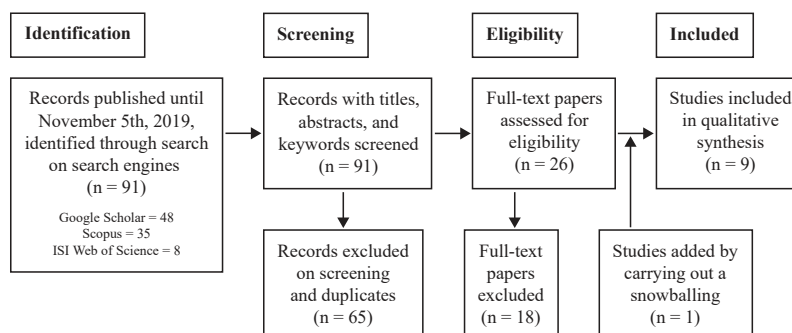 Identification
Screening
Eligibility
Included
Records published until
November 5th, 2019,
identified through search
on search engines
(n = 91)
Google Scholar = 48
Scopus = 35
ISI Web of Science = 8
Records with titles,
abstracts, and
keywords screened
(n = 91)
Full-text papers
assessed for
eligibility
(n = 26)
Studies included
in qualitative
synthesis
(n = 9)
Records excluded
on screening
and duplicates
(n = 65)
Full-text
papers
excluded
(n = 18)
Studies added by
carrying out a
snowballing
(n = 1)